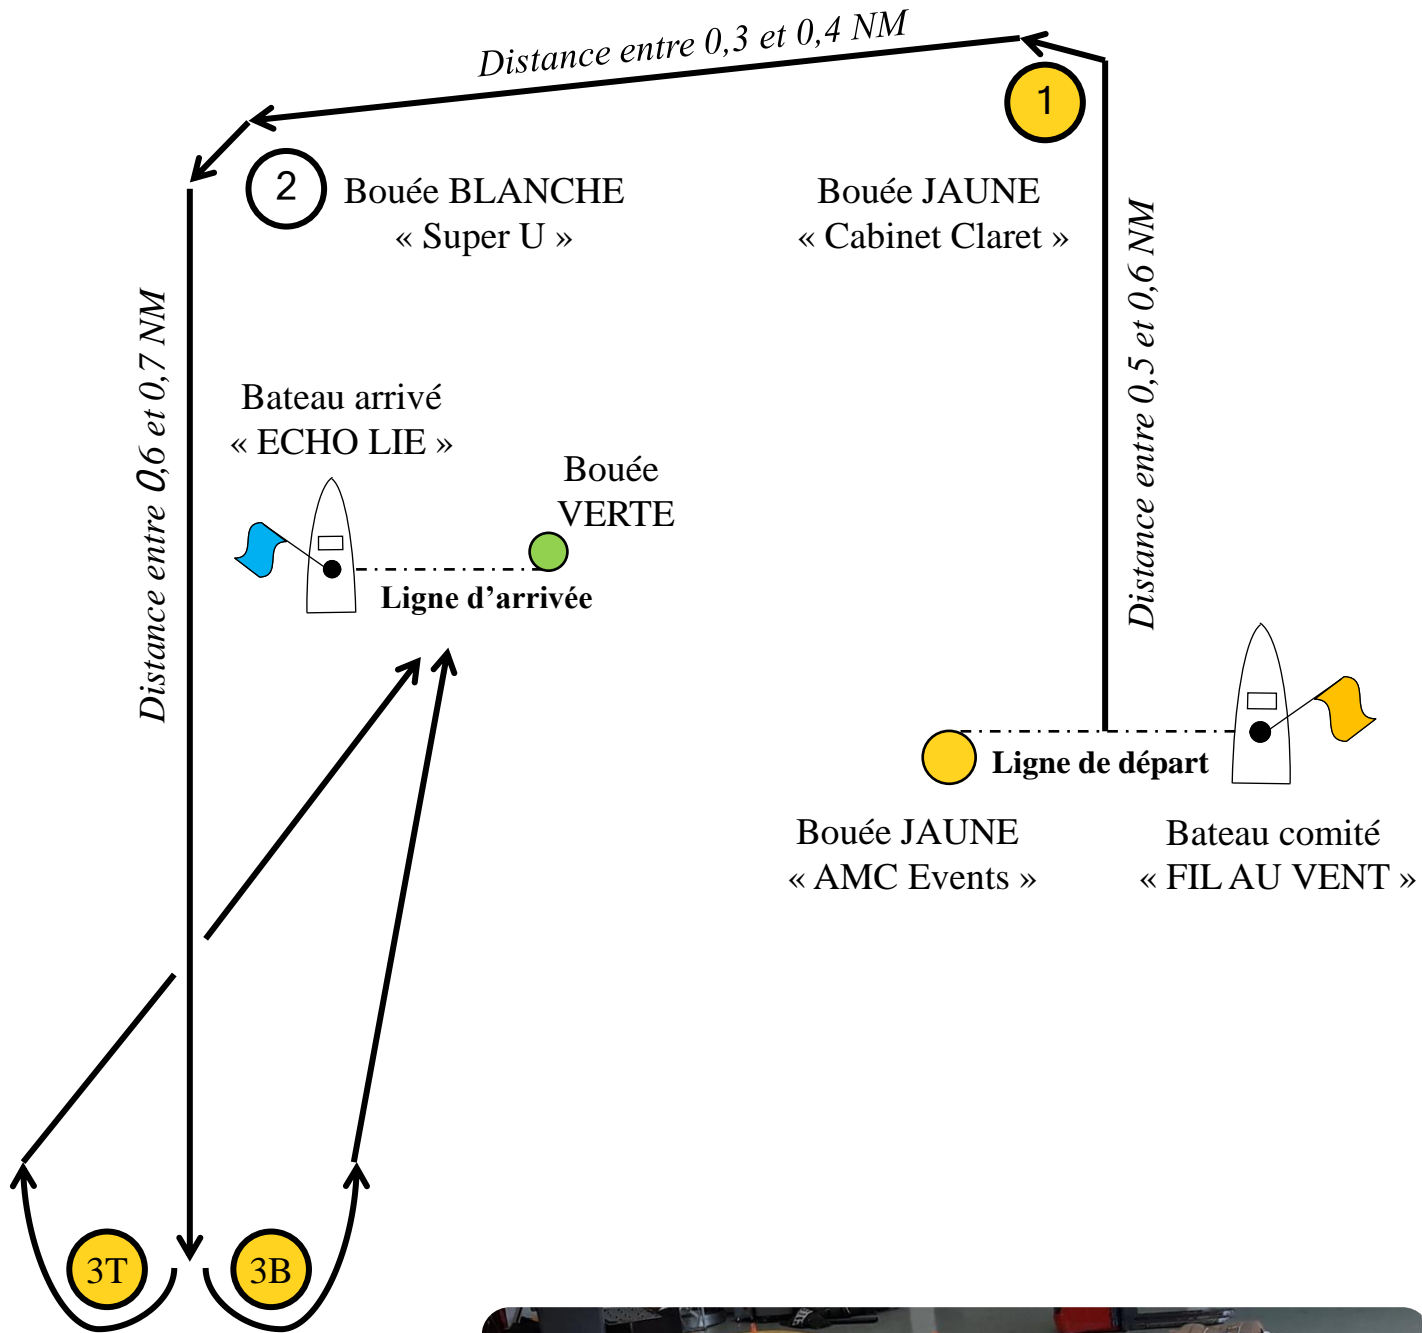 Distance entre 0,3 et 0,4 NM
1
2
Bouée BLANCHE
« Super U »
Bouée JAUNE
« Cabinet Claret »
Distance entre 0,6 et 0,7 NM
Distance entre 0,5 et 0,6 NM
Bateau arrivé
« ECHO LIE »
Bouée
VERTE
Ligne d’arrivée
Ligne de départ
Bouée JAUNE
« AMC Events »
Bateau comité
« FIL AU VENT »
3T
3B